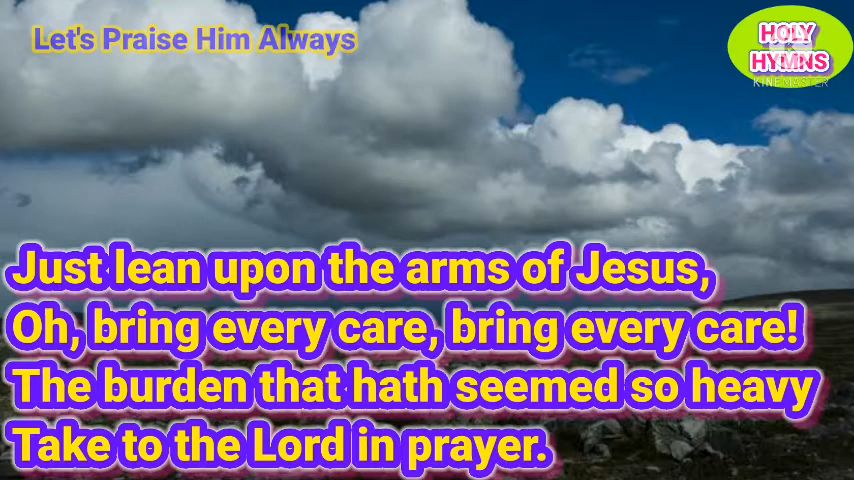 Let's Praise Him Always
HOLY
HYMNS
KINEMASTER
Just lean upon the arms of Jesus,
Oh, bring every care, bring every care!
The burden that hath seemed so heavy
Take to the Lord in prayer.